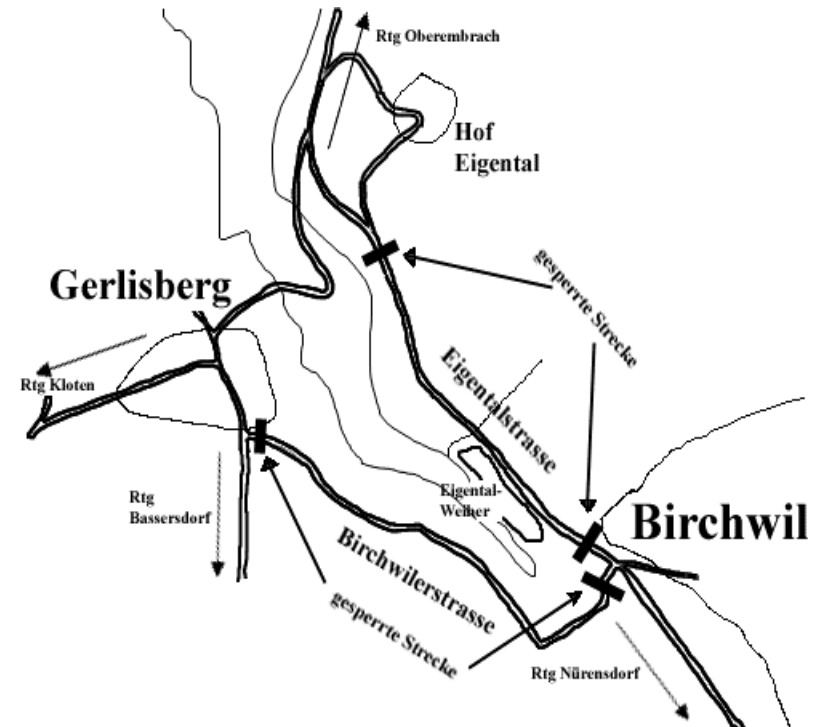 Rtg Oberembrach
Hof
Eigental
gesperrte Strecke
Gerlisberg
Rtg Kloten
Eigentalstrasse
Eigental-
Weiher
Rtg
Bassersdorf
Birchwil
Birchwilerstrasse
gesperrte Strecke
Rtg Nürensdorf